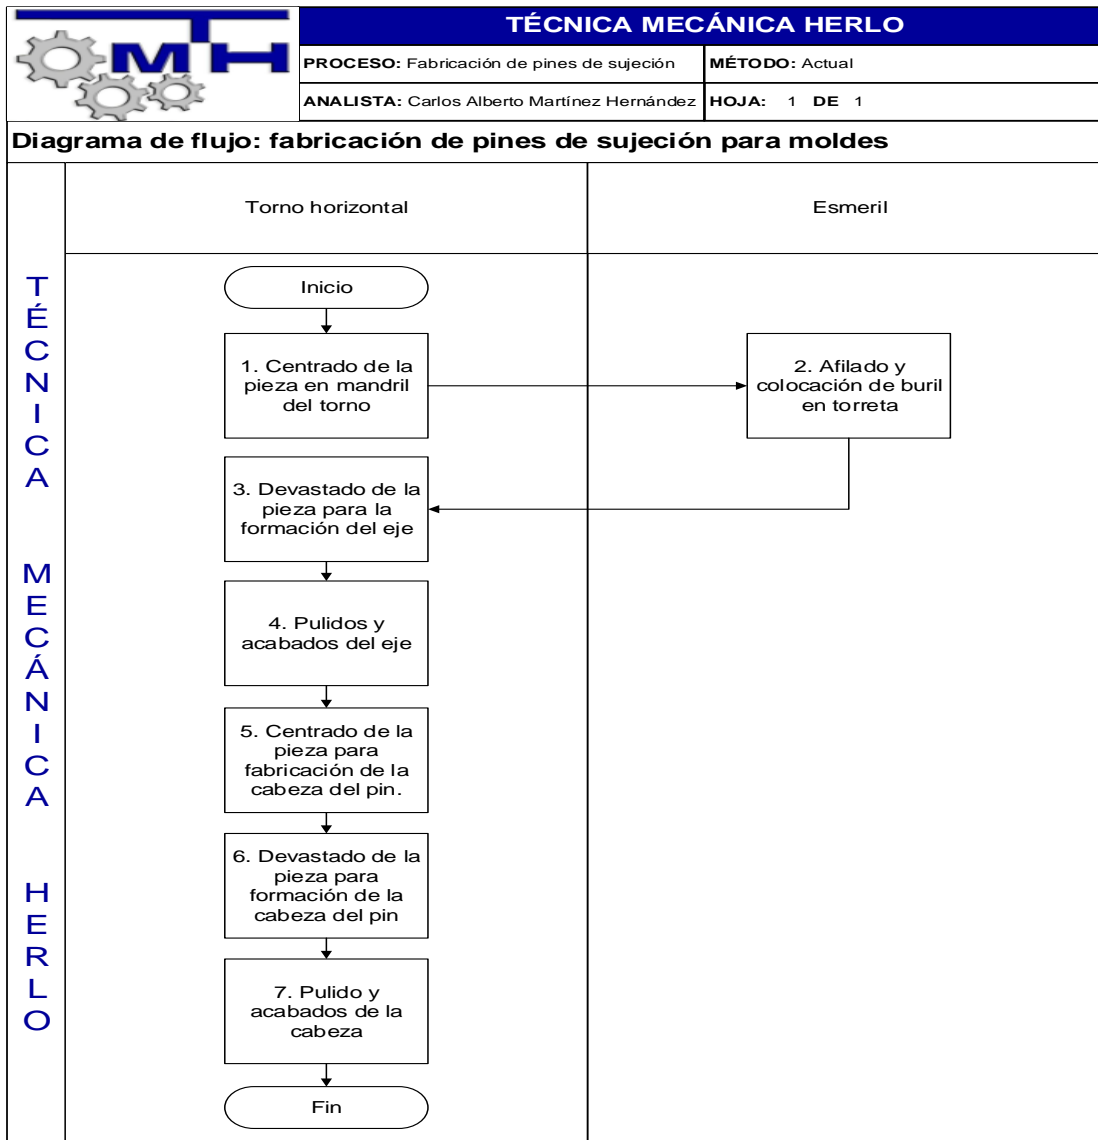 TMH
TÉCNICA MECÁNICA HERLO
PROCESO: Fabricación de pines de sujeción
MÉTODO: Actual
ANALISTA: Carlos Alberto Martínez Hernández
HOJA: 1 DE 1
Diagrama de flujo: fabricación de pines de sujeción para moldes
TÉCNICA MECÁNICA HERLO
Torno horizontal
Esmeril
Inicio
1. Centrado de la
pieza en mandril
del torno
2. Afilado y
colocación de buril
en torreta
3. Devastado de la
pieza para la
formación del eje
4. Pulidos y
acabados del eje
5. Centrado de la
pieza para
fabricación de la
cabeza del pin.
6. Devastado de la
pieza para
formación de la
cabeza del pin
7. Pulido y
acabados de la
cabeza
Fin